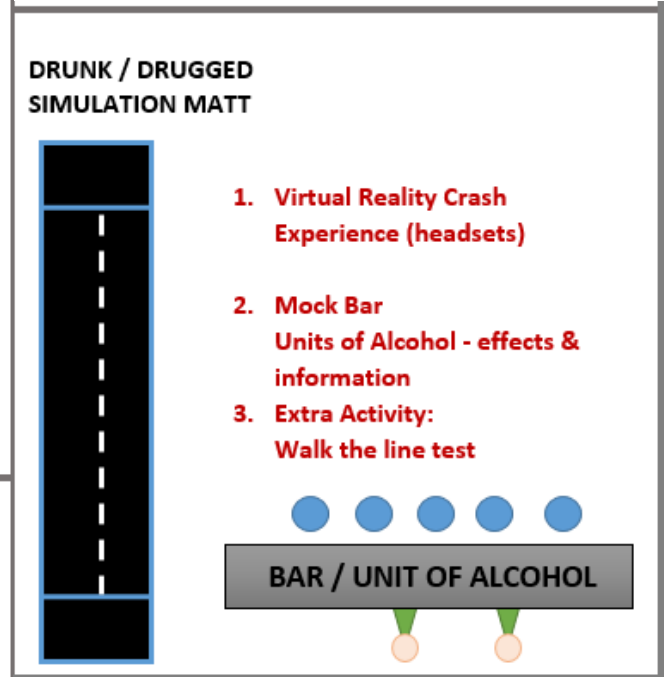 DRUNK / DRUGGED
SIMULATION MATT
1. Virtual Reality Crash
Experience (headsets)
2. Mock Bar
Units of Alcohol - effects &
information
3. Extra Activity:
Walk the line test
BAR / UNIT OF ALCOHOL